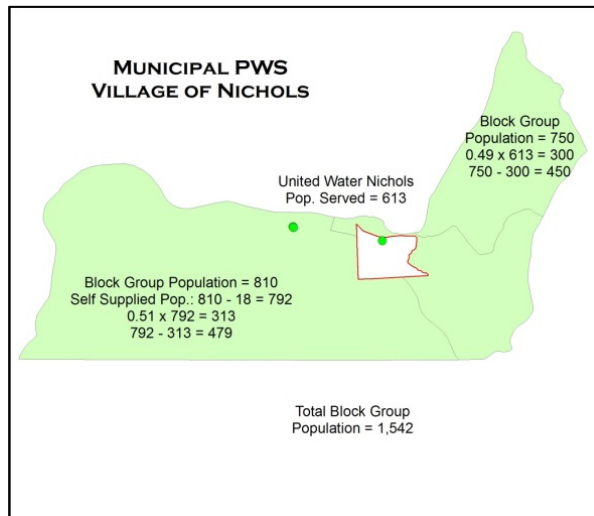 MUNICIPAL PWS
VILLAGE OF NICHOLS
Block Group
Population = 750
0.49 x 613 = 300
750 - 300 = 450
United Water Nichols
Pop. Served = 613
Block Group Population = 810
Self Supplied Pop.: 810 - 18 = 792
0.51 x 792 = 313
792 - 313 = 479
Total Block Group
Population = 1,542